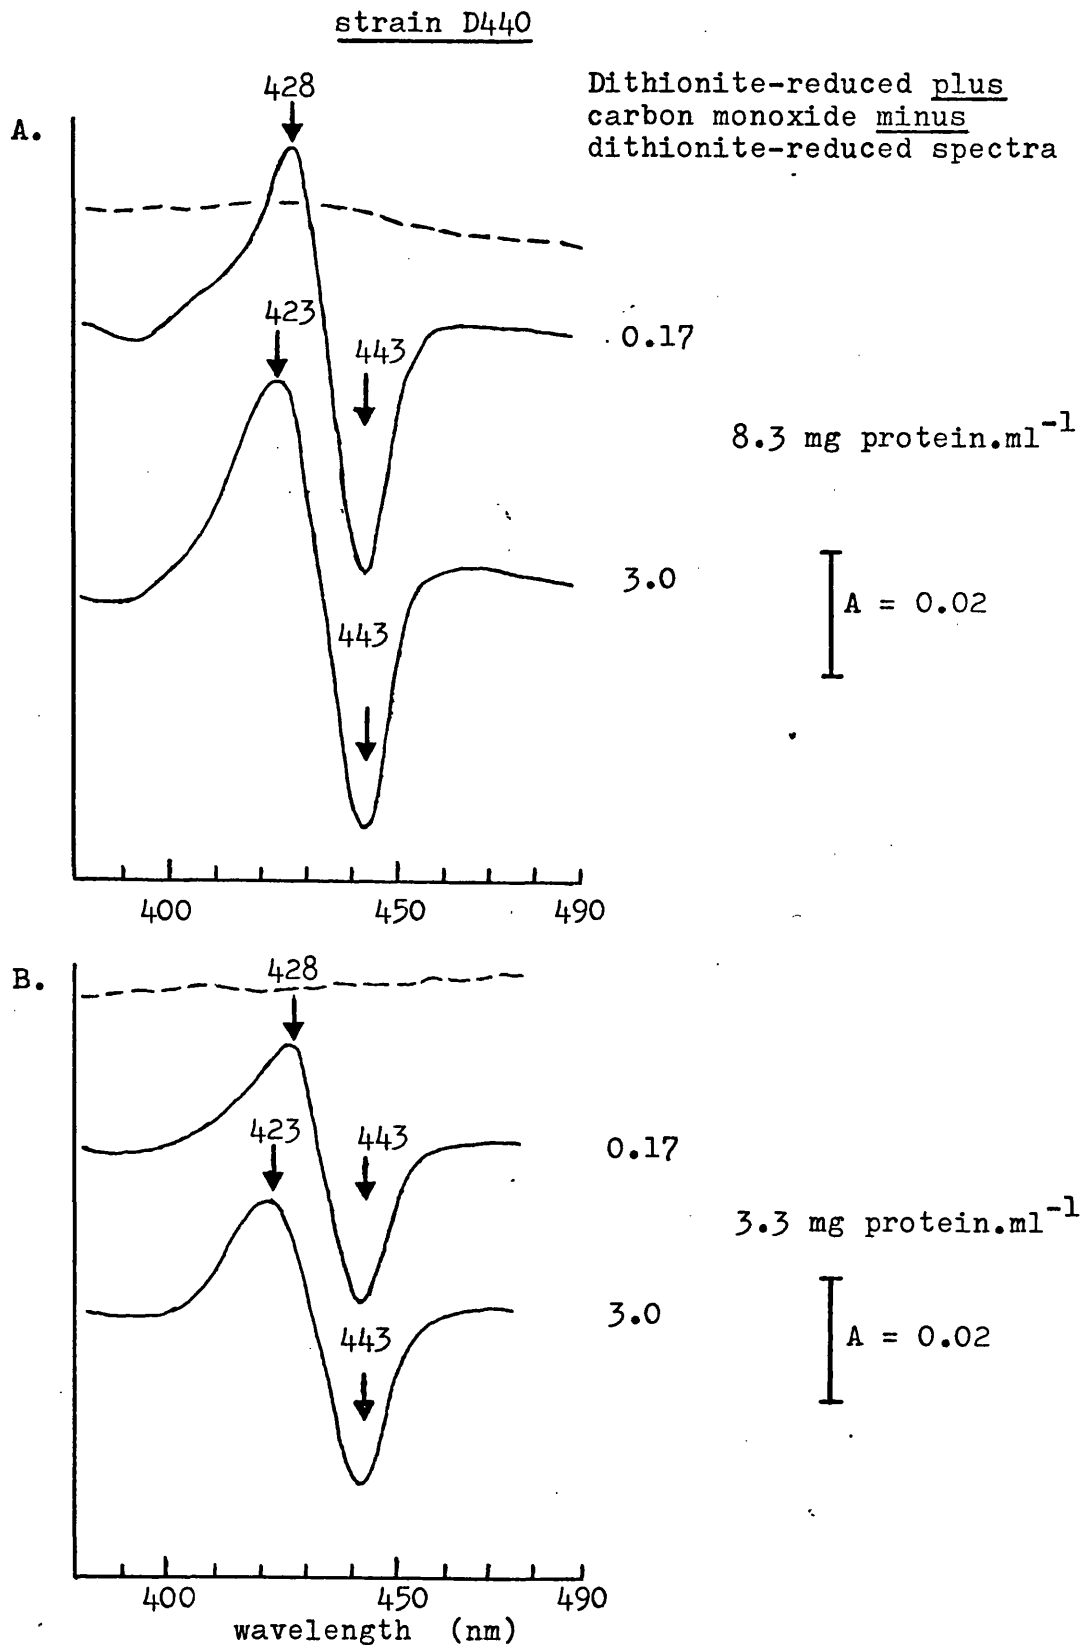 strain D440
Dithionite-reduced plus
carbon monoxide minus
dithionite-reduced spectra
A.
428
423
443
0.17
8.3 mg protein.ml-1
443
3.0
A = 0.02
400 450 490
B.
428
423
443
0.17
3.3 mg protein.ml-1
443
3.0
A = 0.02
400 450 490
wavelength (nm)